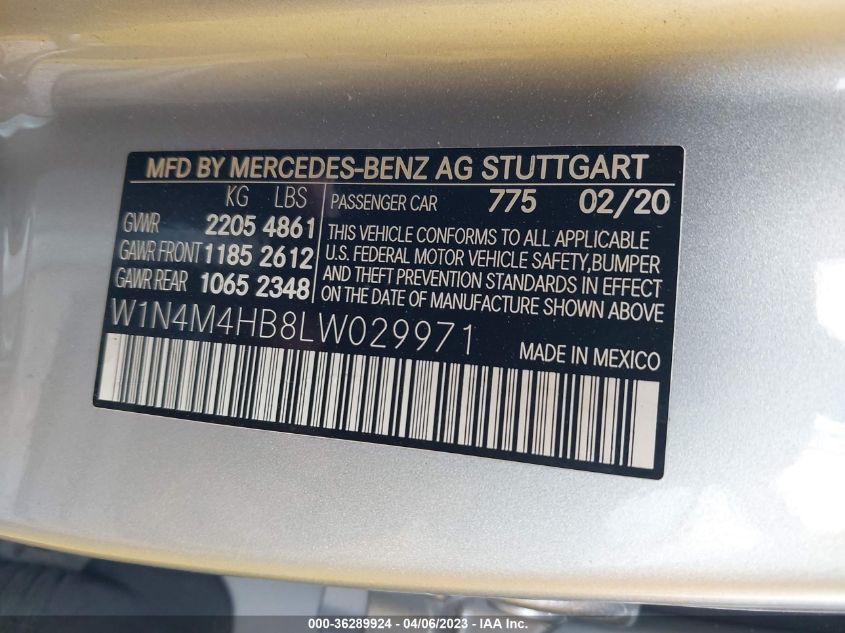 MFD BY MERCEDES-BENZ AG STUTTGART
KG LBS
GVWR 2205 4861
GAWR FRONT 1185 2612
GAWR REAR 1065 2348
PASSENGER CAR 775 02/20
THIS VEHICLE CONFORMS TO ALL APPLICABLE
U.S. FEDERAL MOTOR VEHICLE SAFETY,BUMPER
AND THEFT PREVENTION STANDARDS IN EFFECT
ON THE DATE OF MANUFACTURE SHOWN ABOVE
W1N4M4HB8LW029971
MADE IN MEXICO
000-36289924 - 04/06/2023 - IAA Inc.